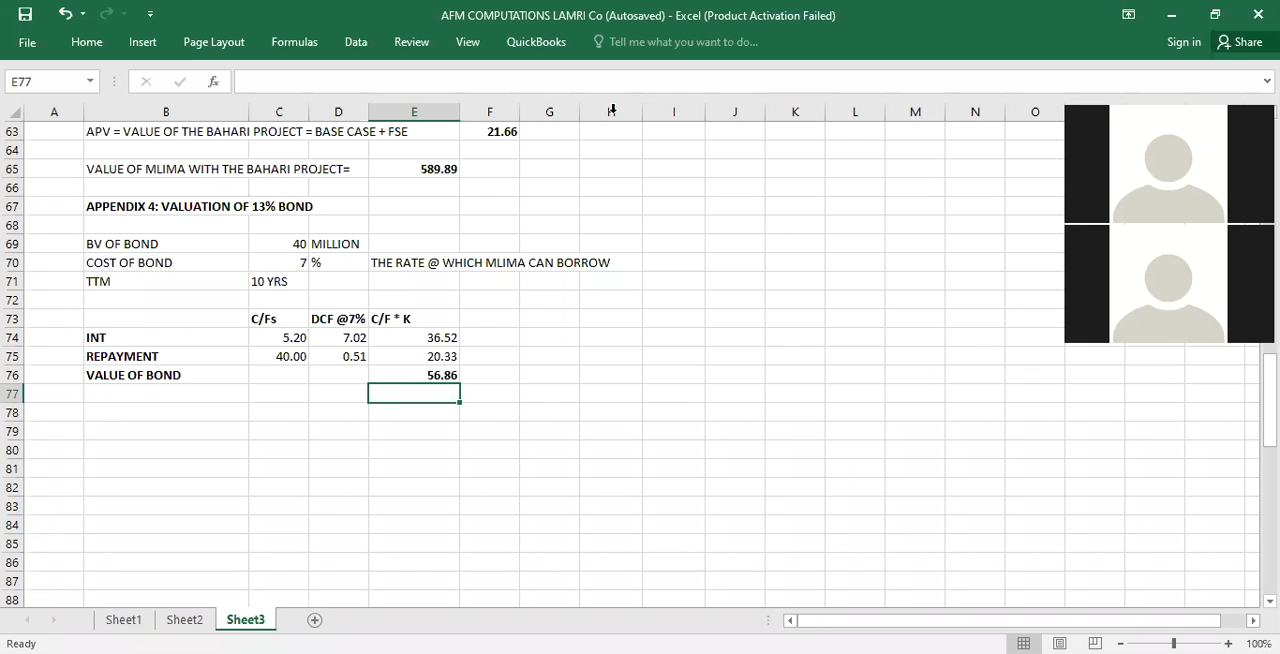 AFM COMPUTATIONS LAMRI Co (Autosaved) - Excel (Product Activation Failed)
File Home Insert Page Layout Formulas Data Review View QuickBooks Tell me what you want to do... Sign in Share
E77 fx
A B C D E F G H I J K L M N O
63 APV = VALUE OF THE BAHARI PROJECT = BASE CASE + FSE 21.66
64
65 VALUE OF MLIMA WITH THE BAHARI PROJECT= 589.89
66
67 APPENDIX 4: VALUATION OF 13% BOND
68
69 BV OF BOND 40 MILLION
70 COST OF BOND 7 % THE RATE @ WHICH MLIMA CAN BORROW
71 TTM 10 YRS
72
73 C/Fs DCF @7% C/F * K
74 INT 5.20 7.02 36.52
75 REPAYMENT 40.00 0.51 20.33
76 VALUE OF BOND 56.86
77
78
79
80
81
82
83
84
85
86
87
88
Sheet1 Sheet2 Sheet3
Ready 100%